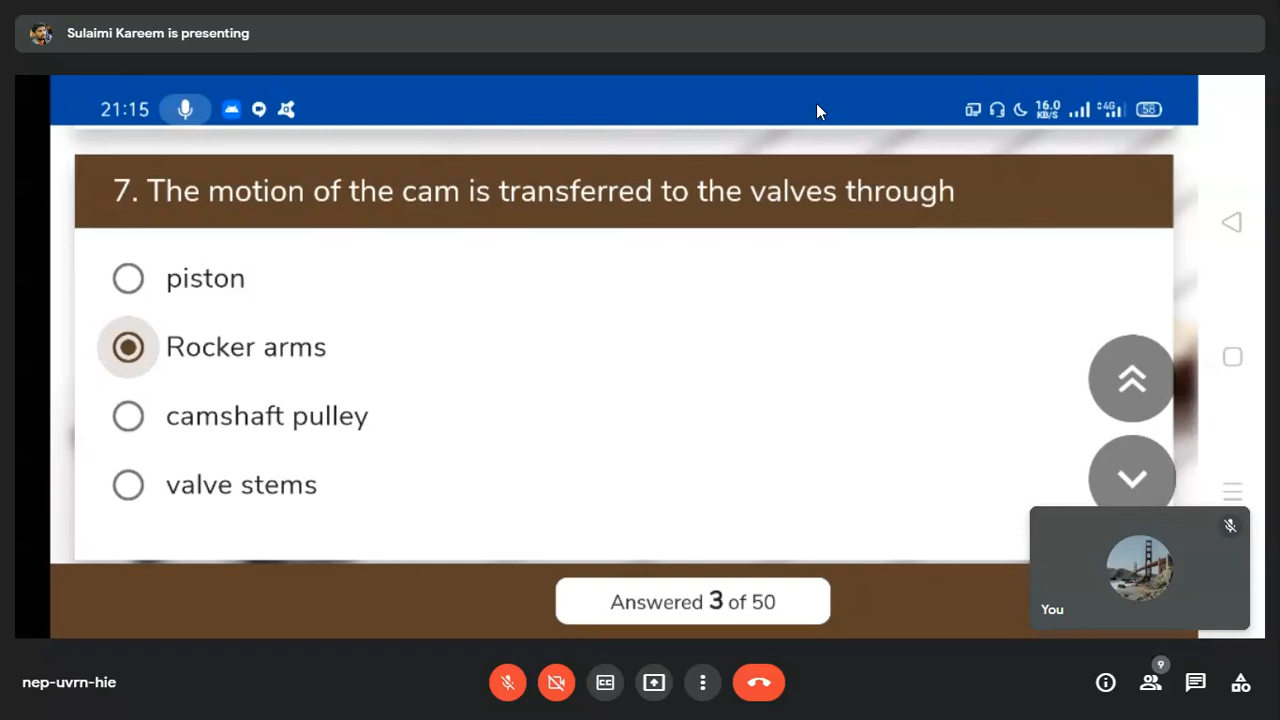 Sulaimi Kareem is presenting
21:15
16.0
KB/S
4G
58
7. The motion of the cam is transferred to the valves through
piston
Rocker arms
camshaft pulley
valve stems
You
Answered 3 of 50
nep-uvrn-hie
CC
9